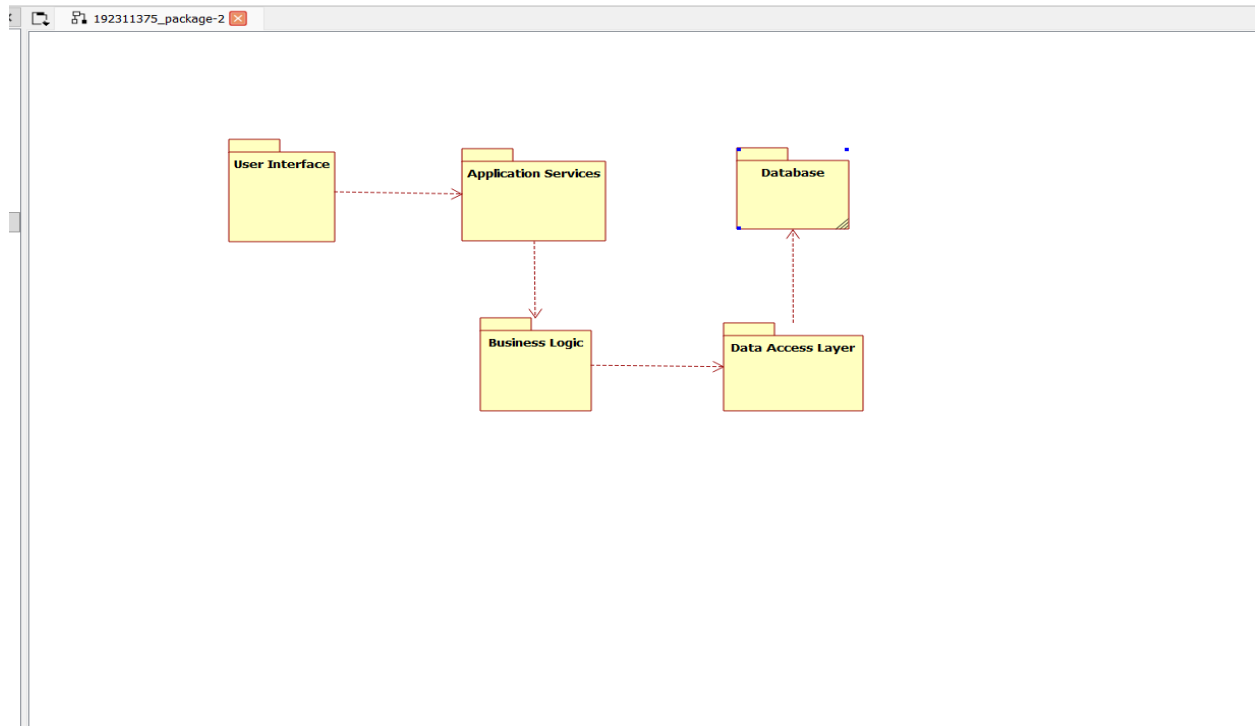 192311375_package-2
User Interface
Application Services
Database
Business Logic
Data Access Layer